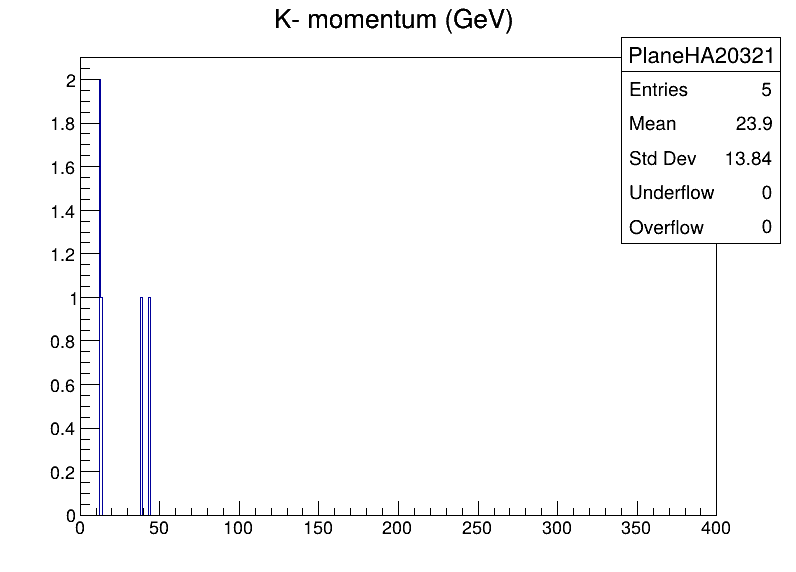 K- momentum (GeV)
PlaneHA20321
Entries 5
Mean 23.9
Std Dev 13.84
Underflow 0
Overflow 0
2
1.8
1.6
1.4
1.2
1
0.8
0.6
0.4
0.2
0
0 50 100 150 200 250 300 350 400